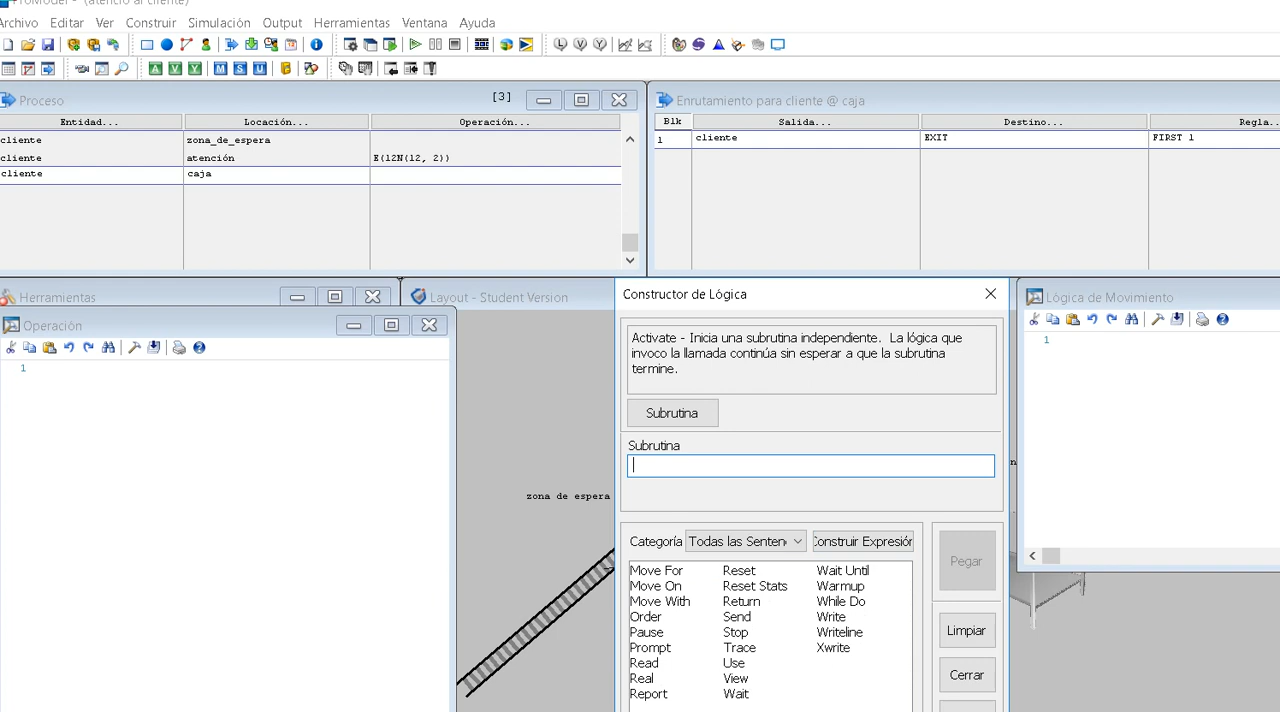 ProModel - (atencio al cliente)
Archivo Editar Ver Construir Simulación Output Herramientas Ventana Ayuda
Proceso [3]
Entidad... Locación... Operación...
cliente zona_de_espera
cliente atención E(12N(12, 2))
cliente caja
Enrutamiento para cliente @ caja
Blk Salida... Destino... Regla...
1 cliente EXIT FIRST 1
Herramientas
Layout - Student Version
Operación
1
zona de espera
Constructor de Lógica
Activate - Inicia una subrutina independiente. La lógica que
invoco la llamada continúa sin esperar a que la subrutina
termine.
Subrutina
Subrutina
Categoría Todas las Senten Construir Expresión
Move For Reset Wait Until
Move On Reset Stats Warmup
Move With Return While Do
Order Send Write
Pause Stop Writeline
Prompt Trace Xwrite
Read Use
Real View
Report Wait
Pegar
Limpiar
Cerrar
Lógica de Movimiento
1